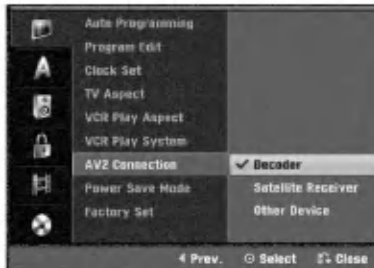 Auto Programming
Program Edit
A
Clock Set
TV Aspect
VCR Play Aspect
VCR Play System
AV2 Connection
✓ Decoder
Power Save Mode
Satellite Receiver
Factory Set
Other Device
Prev.
Select
Close